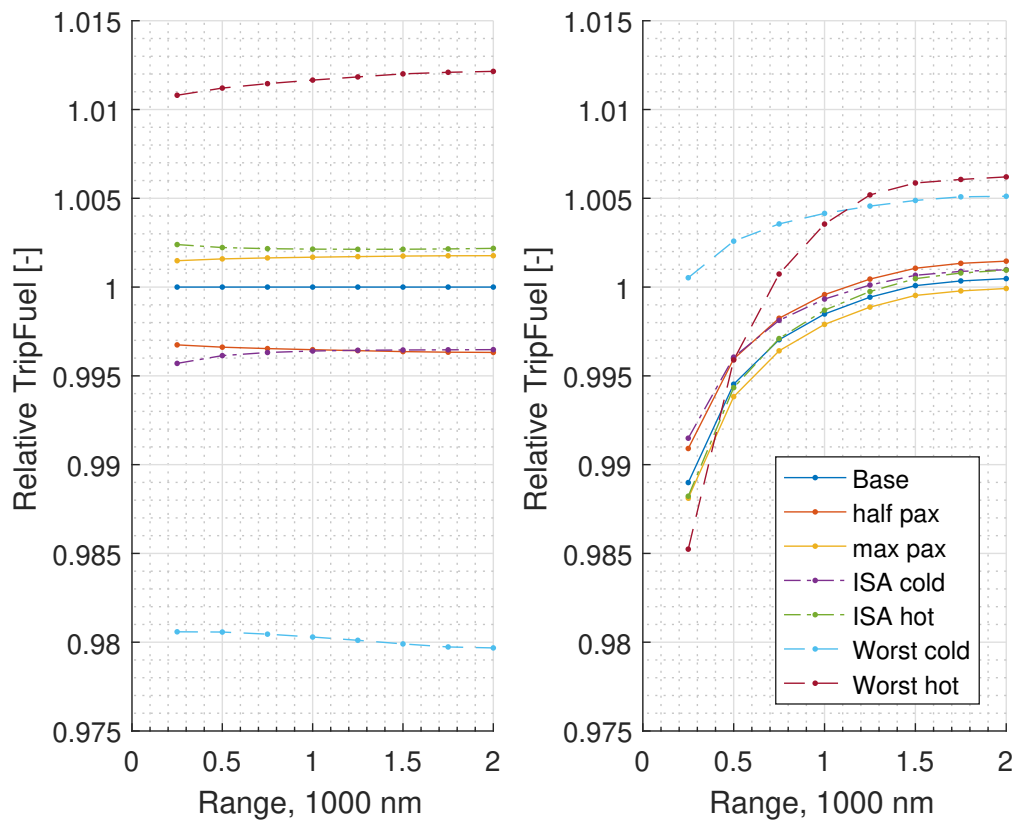 1.015
1.01
1.005
1
0.995
0.99
0.985
0.98
0.975
0
0.5
1
1.5
2
Relative TripFuel [-]
Range, 1000 nm
1.015
1.01
1.005
1
0.995
0.99
0.985
0.98
0.975
0
0.5
1
1.5
2
Relative TripFuel [-]
Range, 1000 nm
Base
half pax
max pax
ISA cold
ISA hot
Worst cold
Worst hot